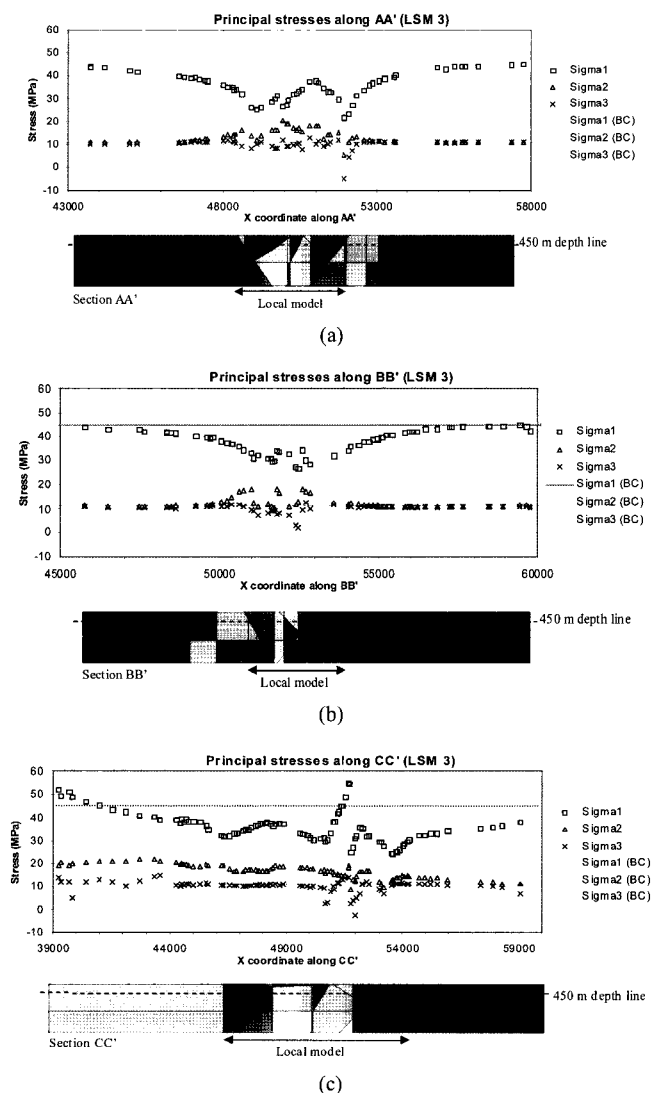 Principal stresses along AA' (LSM 3)
60
50
40
30
20
10
0
-10
Stress (MPa)
43000 48000 53000 58000
X coordinate along AA'
Sigma1
Sigma2
Sigma3
Sigma1 (BC)
Sigma2 (BC)
Sigma3 (BC)
450 m depth line
Section AA'
Local model
(a)
Principal stresses along BB' (LSM 3)
60
50
40
30
20
10
0
-10
Stress (MPa)
45000 50000 55000 60000
X coordinate along BB'
Sigma1
Sigma2
Sigma3
Sigma1 (BC)
Sigma2 (BC)
Sigma3 (BC)
450 m depth line
Section BB'
Local model
(b)
Principal stresses along CC' (LSM 3)
60
50
40
30
20
10
0
-10
Stress (MPa)
39000 44000 49000 54000 59000
X coordinate along CC'
Sigma1
Sigma2
Sigma3
Sigma1 (BC)
Sigma2 (BC)
Sigma3 (BC)
450 m depth line
Section CC'
Local model
(c)